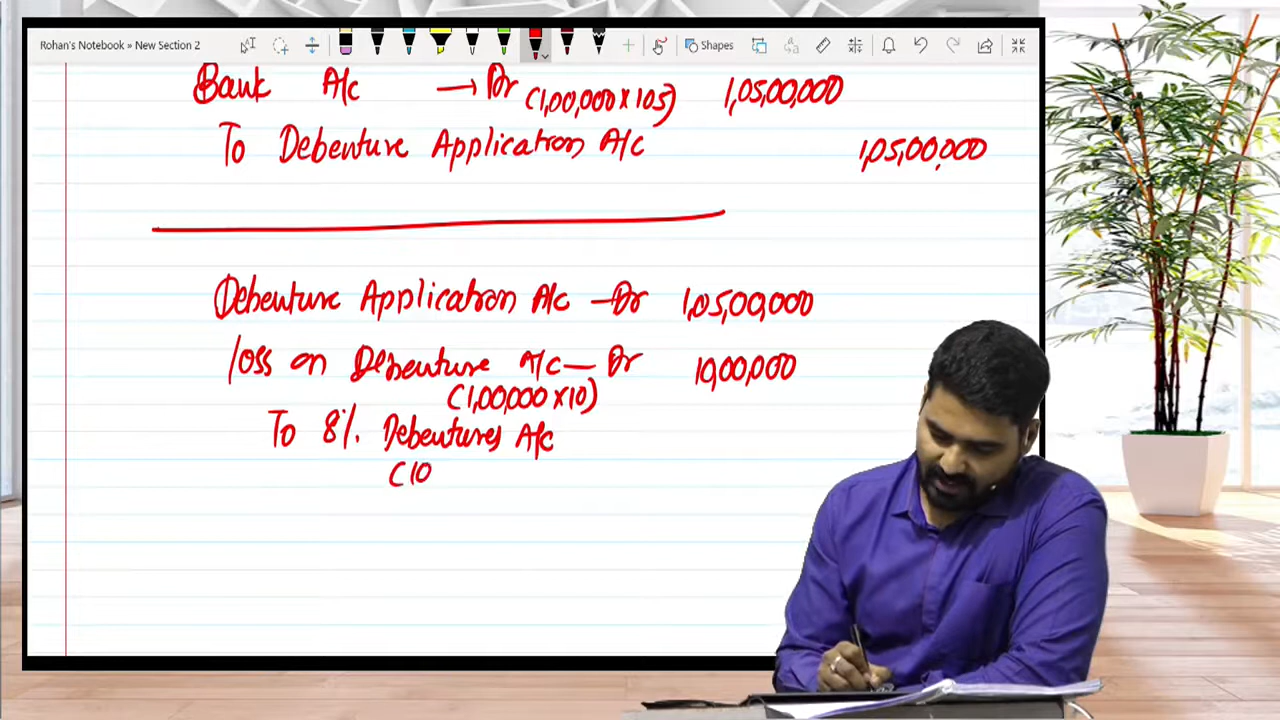 Rohan's Notebook » New Section 2
Shapes
Bank A/c → Dr (1,00,000 x 105) 1,05,00,000
To Debenture Application A/c 1,05,00,000
Debenture Application A/c — Dr 1,05,00,000
loss on Debenture A/c — Dr 10,00,000
(1,00,000 x 10)
To 8%. Debentures A/c
(10